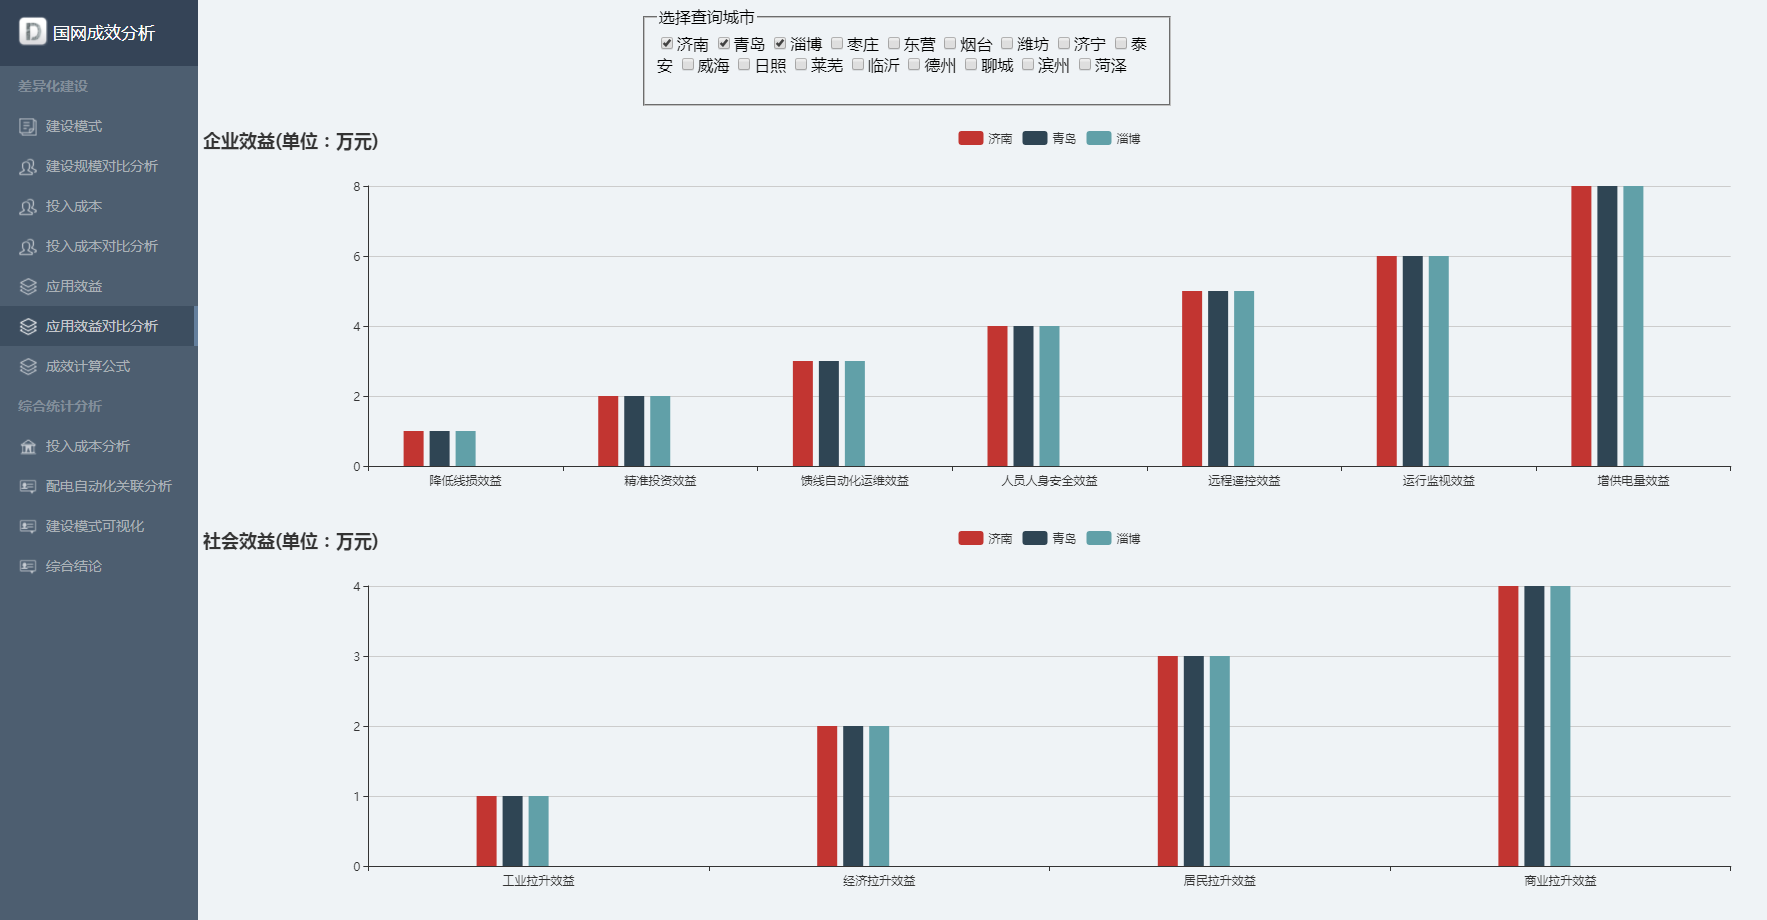 国网成效分析
差异化建设
建设模式
建设规模对比分析
投入成本
投入成本对比分析
应用效益
应用效益对比分析
成效计算公式
综合统计分析
投入成本分析
配电自动化关联分析
建设模式可视化
综合结论
选择查询城市
济南 青岛 淄博 枣庄 东营 烟台 潍坊 济宁 泰
安 威海 日照 莱芜 临沂 德州 聊城 滨州 菏泽
企业效益(单位：万元)
济南 青岛 淄博
8
6
4
2
0
降低线损效益 精准投资效益 馈线自动化运维效益 人员人身安全效益 远程遥控效益 运行监视效益 增供电量效益
社会效益(单位：万元)
济南 青岛 淄博
4
3
2
1
0
工业拉升效益 经济拉升效益 居民拉升效益 商业拉升效益